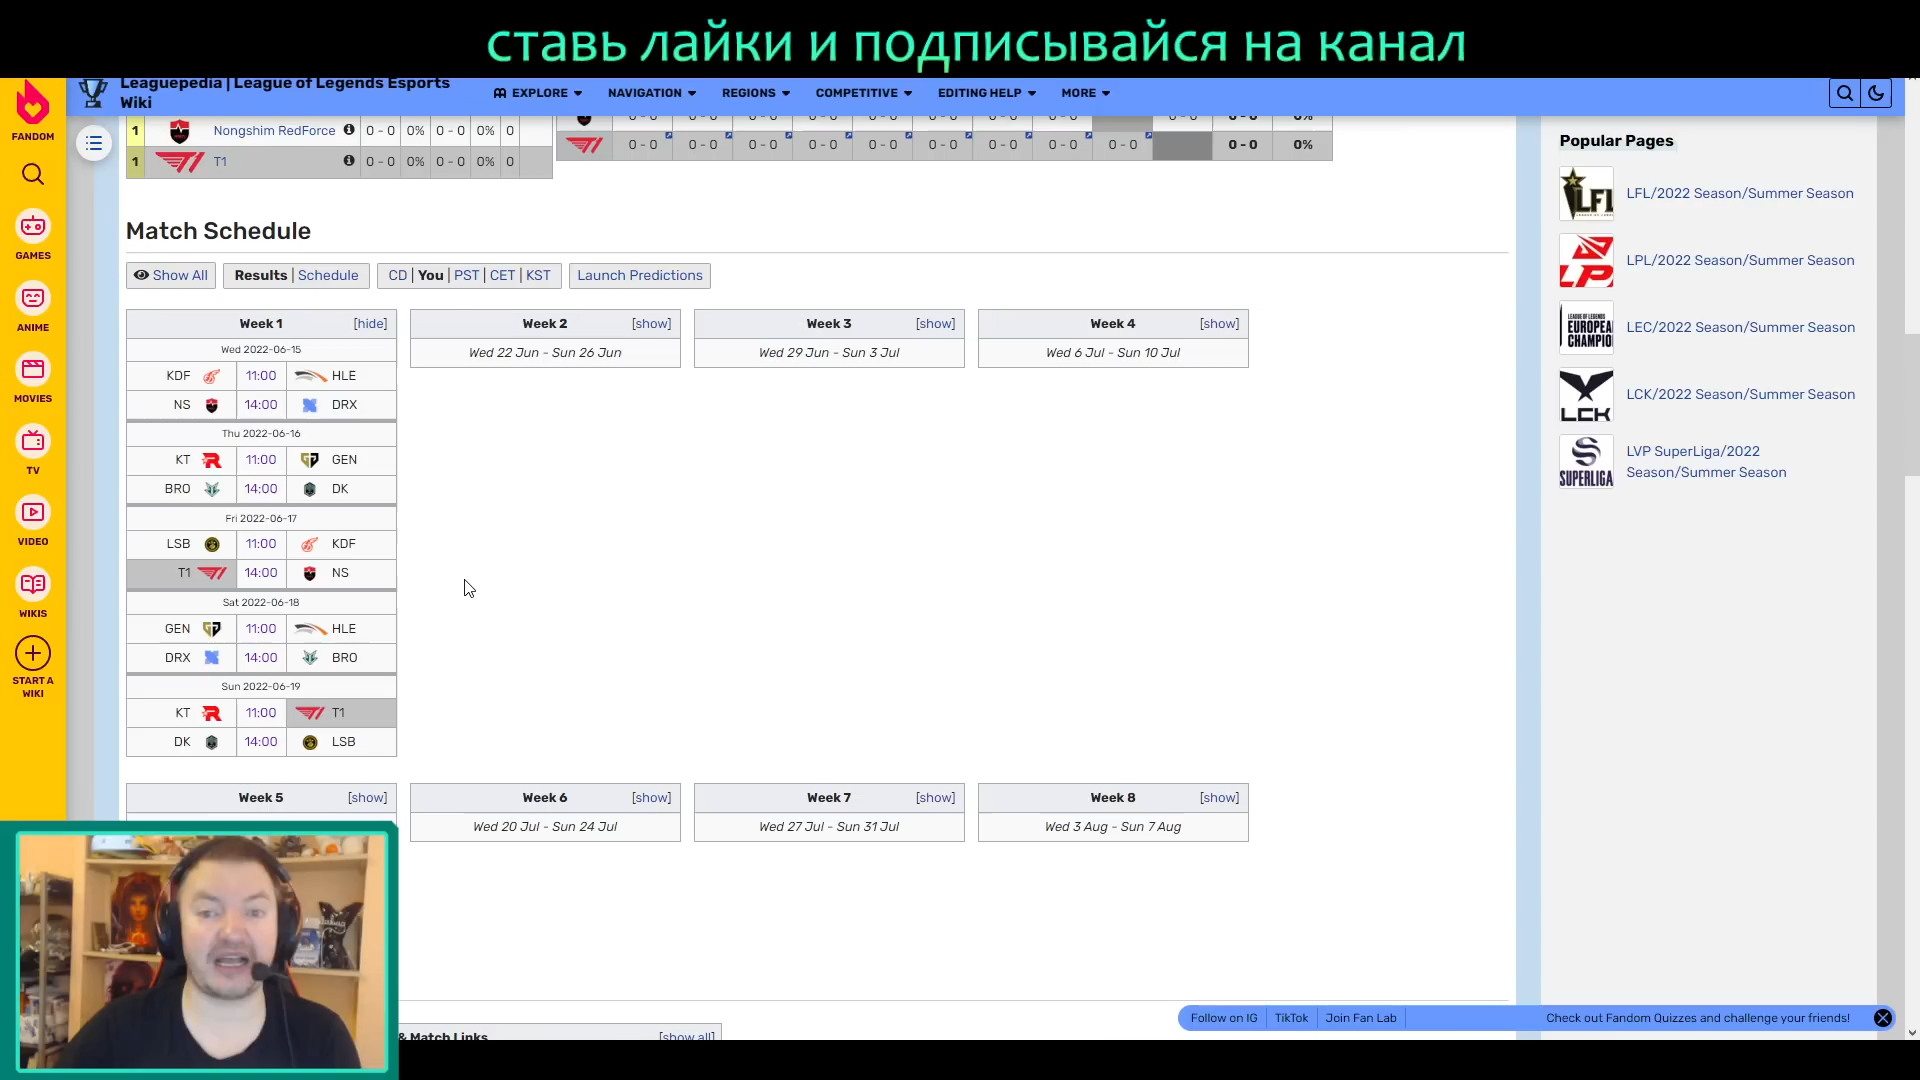 ставь лайки и подписывайся на канал
Leaguepedia | League of Legends Esports Wiki
EXPLORE NAVIGATION REGIONS COMPETITIVE EDITING HELP MORE
FANDOM
GAMES
ANIME
MOVIES
TV
VIDEO
WIKIS
START A WIKI
1 Nongshim RedForce 0 - 0 0% 0 - 0 0% 0
1 T1 0 - 0 0% 0 - 0 0% 0
0 - 0 0 - 0 0 - 0 0 - 0 0 - 0 0 - 0 0 - 0 0 - 0 0 - 0 0 - 0 0%
Match Schedule
Show All Results | Schedule CD | You | PST | CET | KST Launch Predictions
Week 1 [hide]
Wed 2022-06-15
KDF 11:00 HLE
NS 14:00 DRX
Thu 2022-06-16
KT 11:00 GEN
BRO 14:00 DK
Fri 2022-06-17
LSB 11:00 KDF
T1 14:00 NS
Sat 2022-06-18
GEN 11:00 HLE
DRX 14:00 BRO
Sun 2022-06-19
KT 11:00 T1
DK 14:00 LSB
Week 2 [show]
Wed 22 Jun - Sun 26 Jun
Week 3 [show]
Wed 29 Jun - Sun 3 Jul
Week 4 [show]
Wed 6 Jul - Sun 10 Jul
Week 5 [show]
Week 6 [show]
Wed 20 Jul - Sun 24 Jul
Week 7 [show]
Wed 27 Jul - Sun 31 Jul
Week 8 [show]
Wed 3 Aug - Sun 7 Aug
& Match Links [show all]
Popular Pages
LFL/2022 Season/Summer Season
LPL/2022 Season/Summer Season
LEAGUE OF LEGENDS
EUROPEA
CHAMPIO
LEC/2022 Season/Summer Season
LCK
LCK/2022 Season/Summer Season
SUPERLIGA
LVP SuperLiga/2022
Season/Summer Season
Follow on IG TikTok Join Fan Lab Check out Fandom Quizzes and challenge your friends!